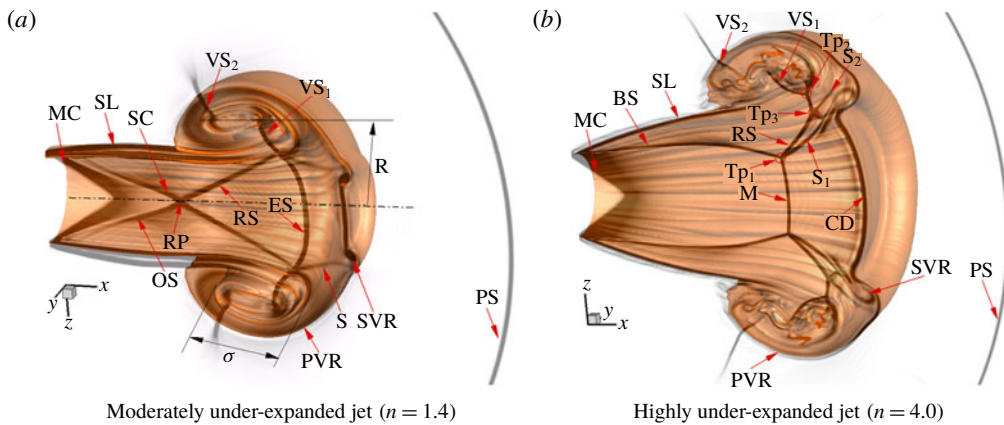 (a)
VS₂
VS₁
MC
SL
SC
R
RS
ES
RP
OS
x
y
z
S
SVR
PS
σ
PVR
Moderately under-expanded jet (n = 1.4)
(b)
VS₂
VS₁
Tp₂
S₂
SL
BS
MC
Tp₃
RS
Tp₁
S₁
M
CD
SVR
PS
z
y
x
PVR
Highly under-expanded jet (n = 4.0)